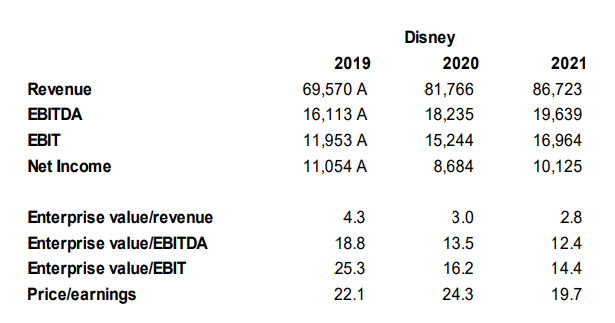 Disney
2019 2020 2021
Revenue 69,570 A 81,766 86,723
EBITDA 16,113 A 18,235 19,639
EBIT 11,953 A 15,244 16,964
Net Income 11,054 A 8,684 10,125
Enterprise value/revenue 4.3 3.0 2.8
Enterprise value/EBITDA 18.8 13.5 12.4
Enterprise value/EBIT 25.3 16.2 14.4
Price/earnings 22.1 24.3 19.7